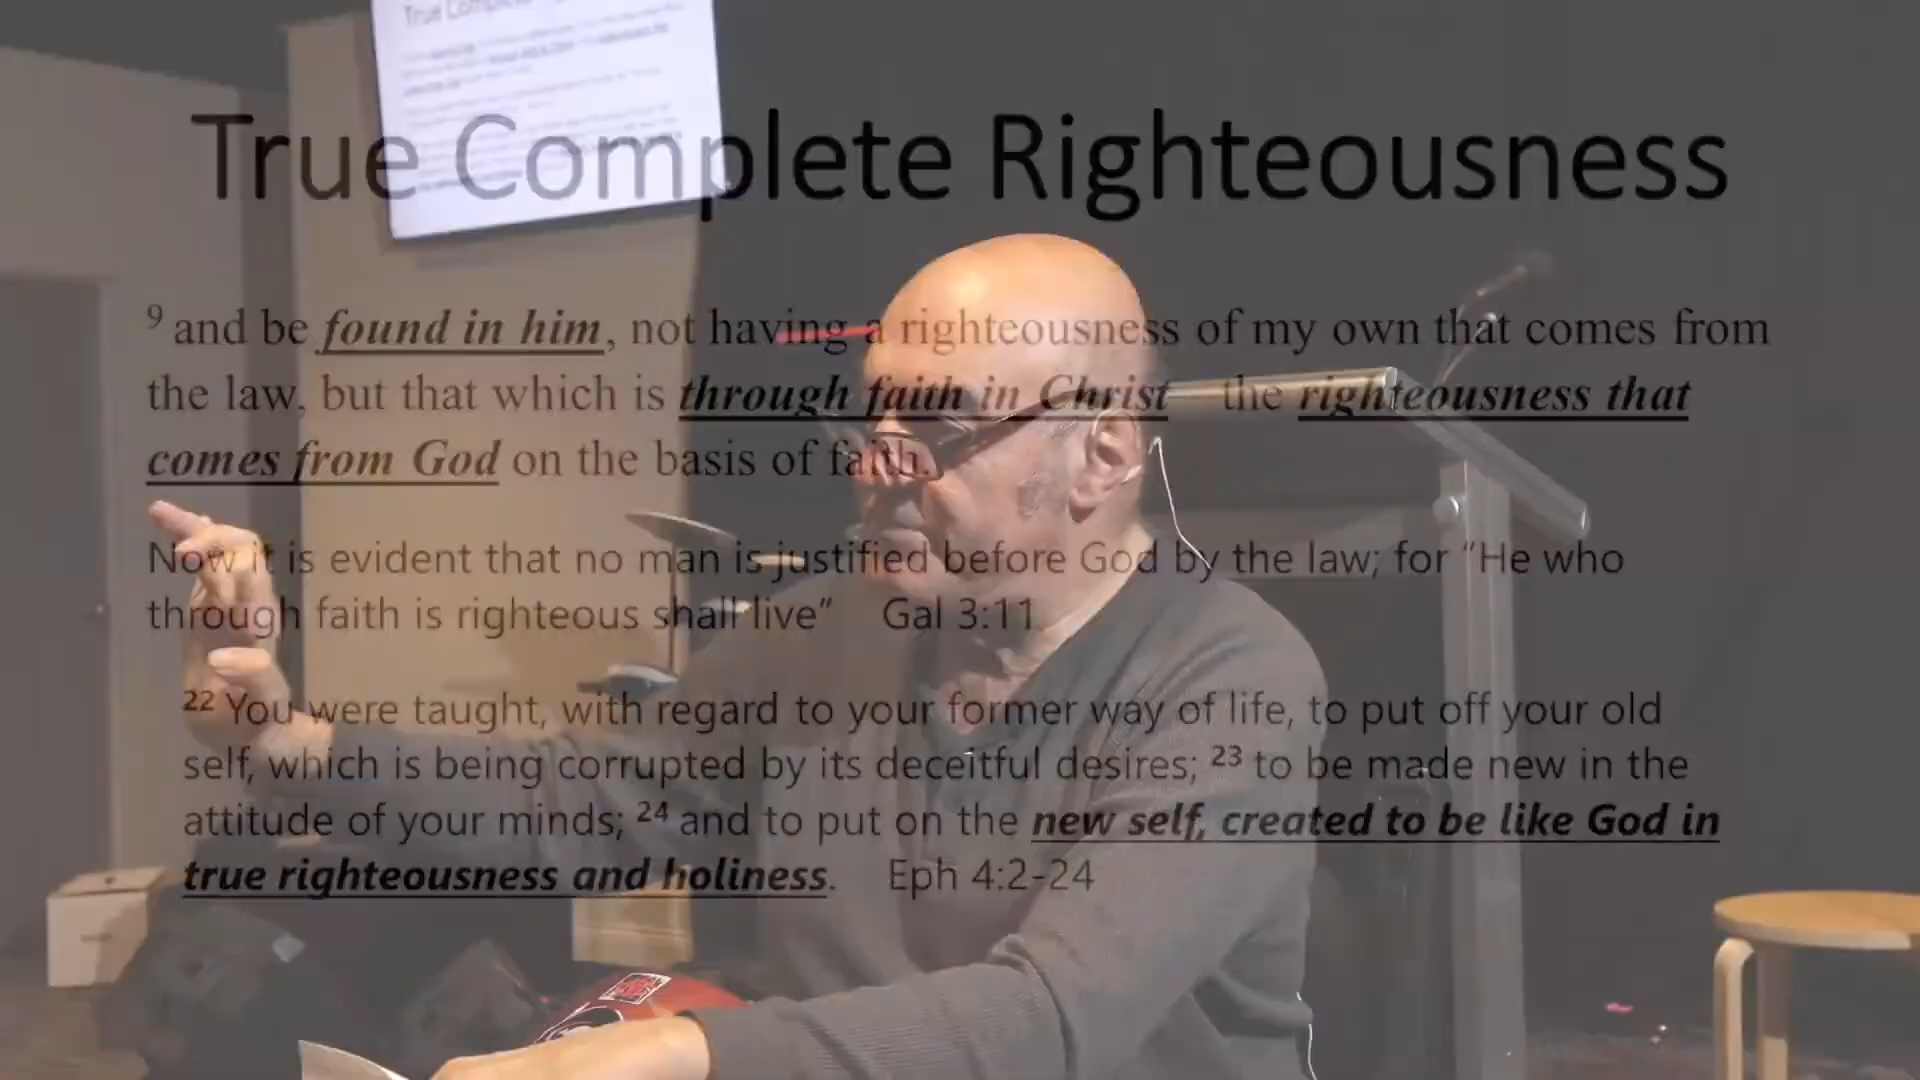 True Complete Righteousness
9 and be found in him, not having a righteousness of my own that comes from
the law, but that which is through faith in Christ the righteousness that
comes from God on the basis of faith.
Now it is evident that no man is justified before God by the law; for “He who
through faith is righteous shall live” Gal 3:11
22 You were taught, with regard to your former way of life, to put off your old
self, which is being corrupted by its deceitful desires; 23 to be made new in the
attitude of your minds; 24 and to put on the new self, created to be like God in
true righteousness and holiness. Eph 4:2-24